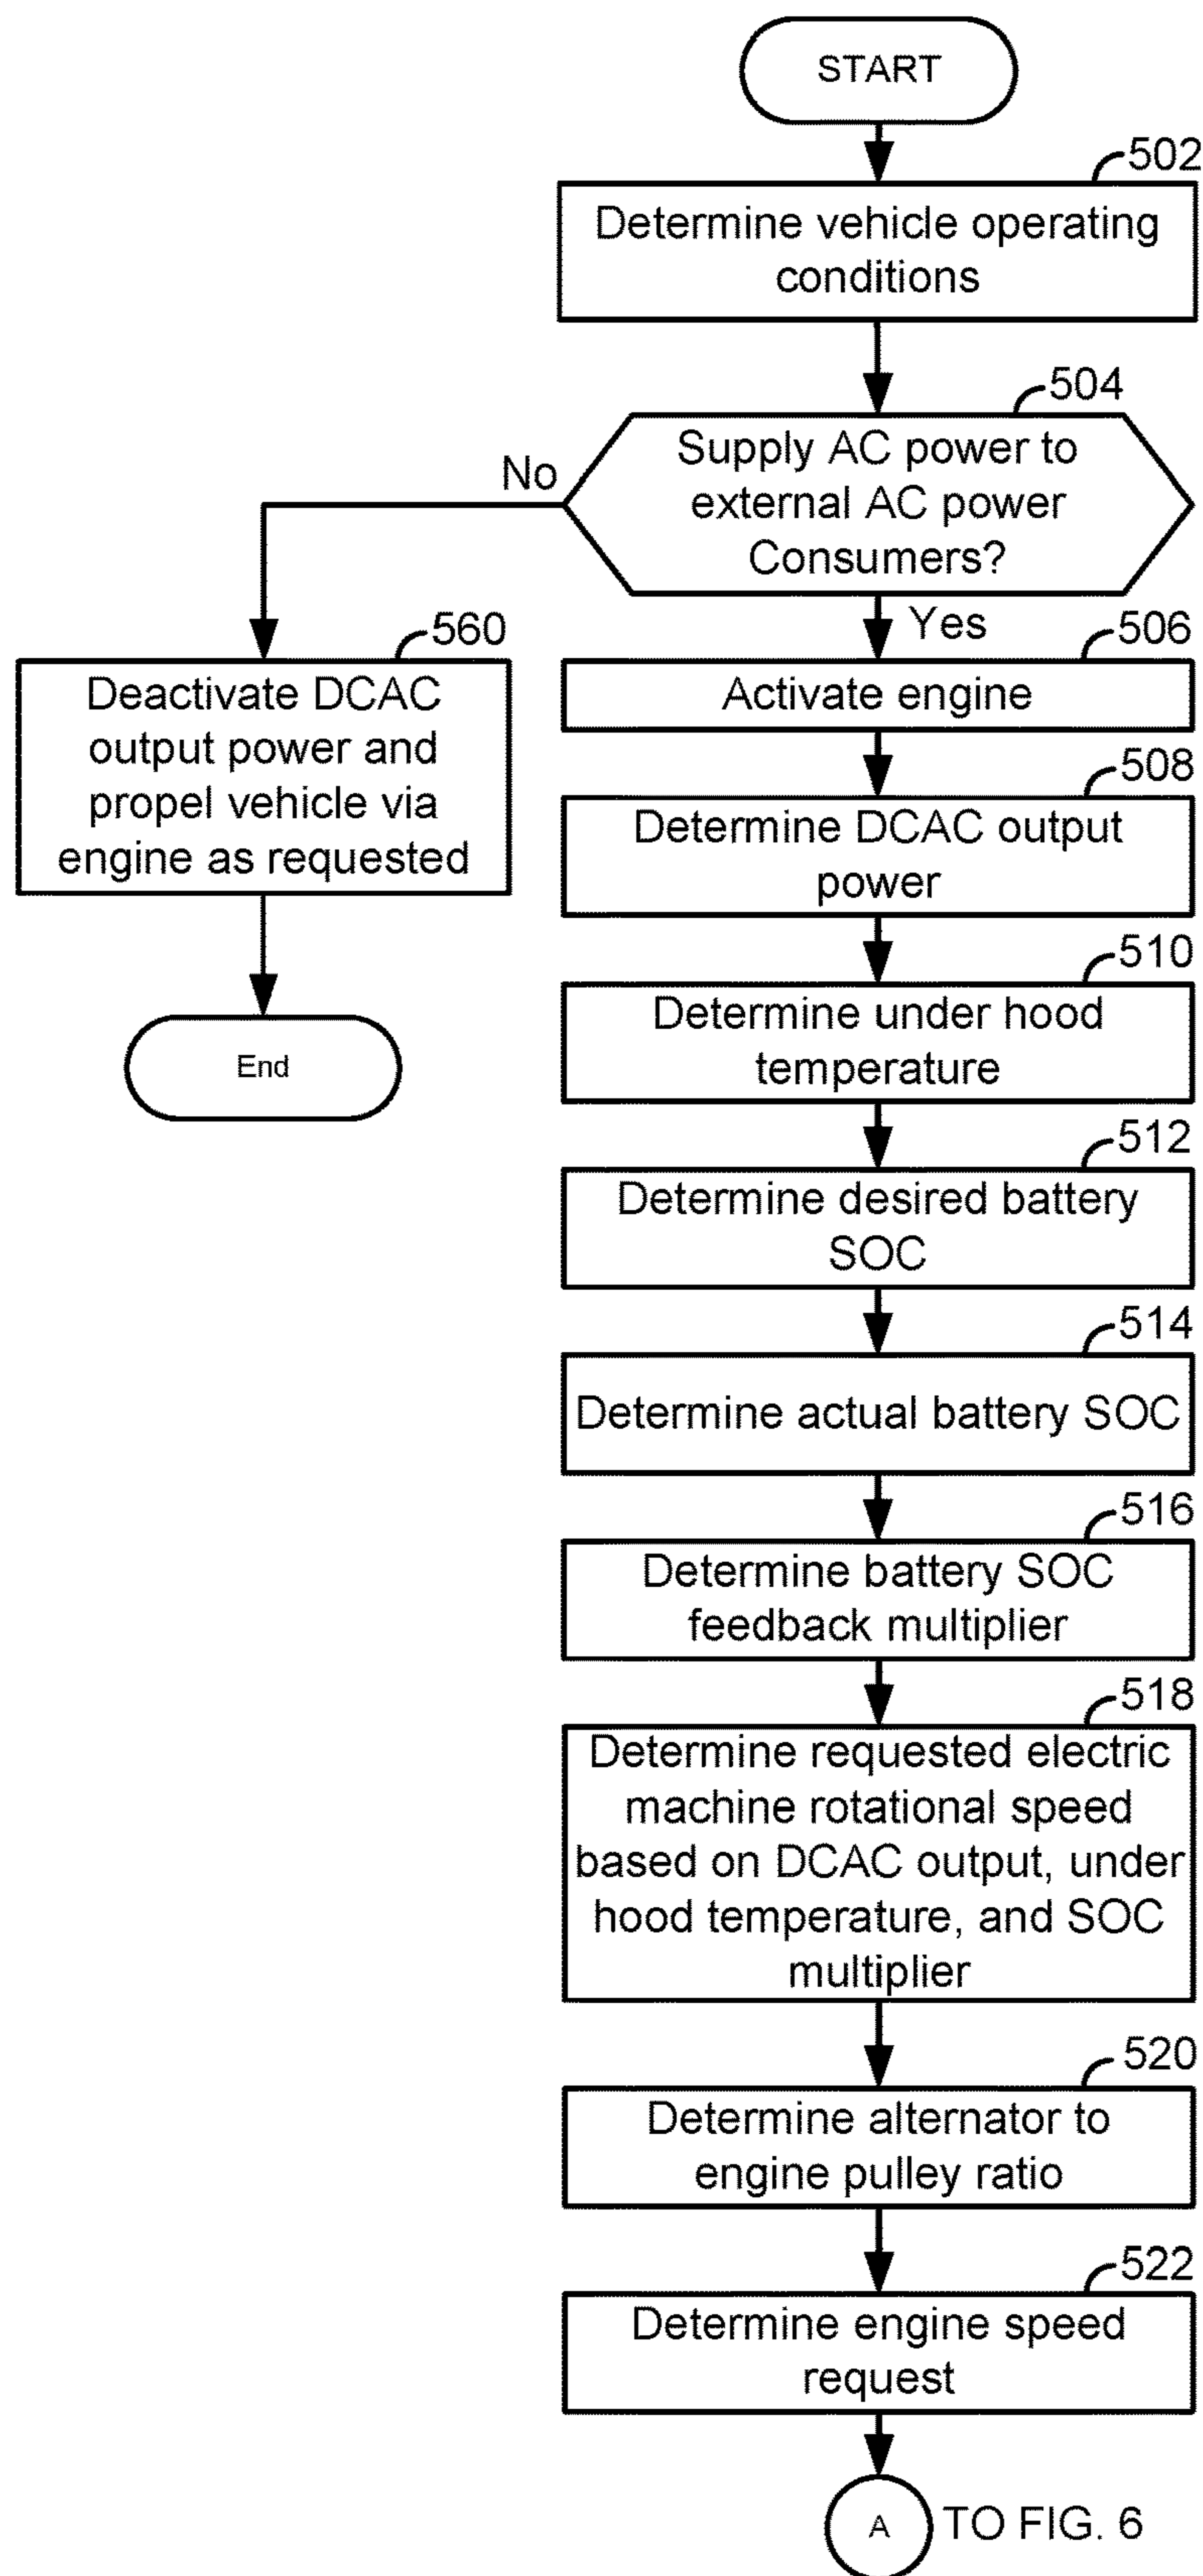 START
502
Determine vehicle operating
conditions
504
Supply AC power to
external AC power
Consumers?
No
Yes
560
Deactivate DCAC
output power and
propel vehicle via
engine as requested
End
506
Activate engine
508
Determine DCAC output
power
510
Determine under hood
temperature
512
Determine desired battery
SOC
514
Determine actual battery SOC
516
Determine battery SOC
feedback multiplier
518
Determine requested electric
machine rotational speed
based on DCAC output, under
hood temperature, and SOC
multiplier
520
Determine alternator to
engine pulley ratio
522
Determine engine speed
request
A TO FIG. 6